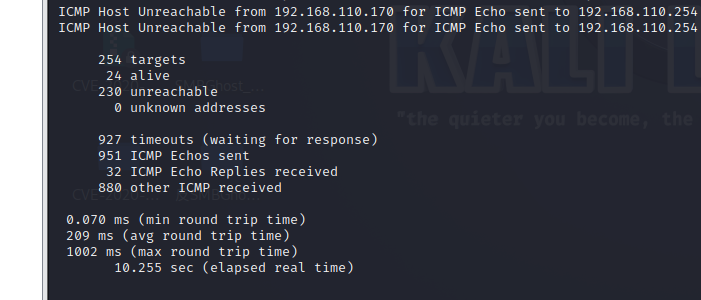 ICMP Host Unreachable from 192.168.110.170 for ICMP Echo sent to 192.168.110.254
ICMP Host Unreachable from 192.168.110.170 for ICMP Echo sent to 192.168.110.254
254 targets
24 alive
230 unreachable
0 unknown addresses
927 timeouts (waiting for response)
951 ICMP Echos sent
32 ICMP Echo Replies received
880 other ICMP received
0.070 ms (min round trip time)
209 ms (avg round trip time)
1002 ms (max round trip time)
10.255 sec (elapsed real time)
KALI L
"the quieter you become, the